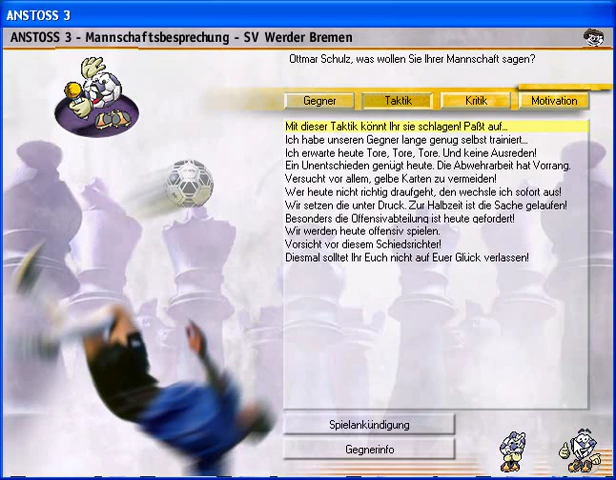 ANSTOSS 3
ANSTOSS 3 - Mannschaftsbesprechung - SV Werder Bremen
Ottmar Schulz, was wollen Sie Ihrer Mannschaft sagen?
Gegner Taktik Kritik Motivation
Mit dieser Taktik könnt Ihr sie schlagen! Paßt auf...
Ich habe unseren Gegner lange genug selbst trainiert...
Ich erwarte heute Tore, Tore, Tore. Und keine Ausreden!
Ein Unentschieden genügt heute. Die Abwehrarbeit hat Vorrang.
Versucht vor allem, gelbe Karten zu vermeiden!
Wer heute nicht richtig draufgeht, den wechsle ich sofort aus!
Wir setzen die unter Druck. Zur Halbzeit ist die Sache gelaufen!
Besonders die Offensivabteilung ist heute gefordert!
Wir werden heute offensiv spielen.
Vorsicht vor diesem Schiedsrichter!
Diesmal solltet Ihr Euch nicht auf Euer Glück verlassen!
Spielankündigung
Gegnerinfo